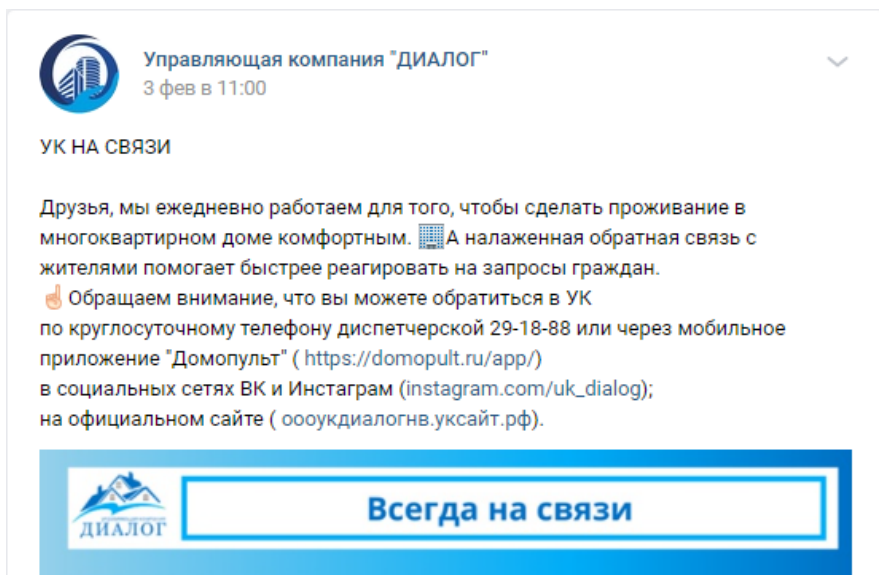 Управляющая компания "ДИАЛОГ"
3 фев в 11:00
УК НА СВЯЗИ
Друзья, мы ежедневно работаем для того, чтобы сделать проживание в
многоквартирном доме комфортным. 🏢А налаженная обратная связь с
жителями помогает быстрее реагировать на запросы граждан.
☝Обращаем внимание, что вы можете обратиться в УК
по круглосуточному телефону диспетчерской 29-18-88 или через мобильное
приложение "Домопульт" ( https://domopult.ru/app/)
в социальных сетях ВК и Инстаграм (instagram.com/uk_dialog);
на официальном сайте ( оооукдиалогнв.уксайт.рф).
ДИАЛОГ
Всегда на связи